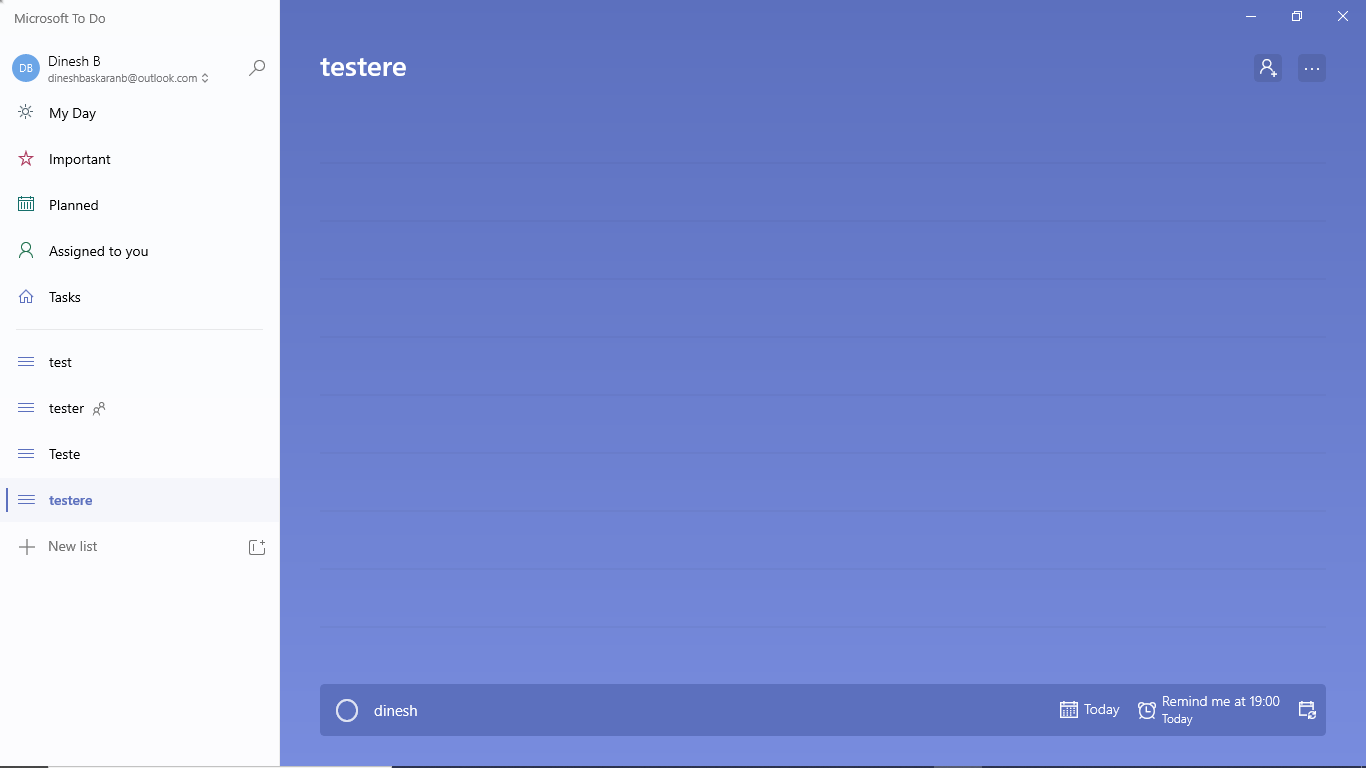 Microsoft To Do
DB
Dinesh B
dineshbaskaranb@outlook.com
My Day
Important
Planned
Assigned to you
Tasks
test
tester
Teste
testere
New list
testere
dinesh
Today
Remind me at 19:00
Today